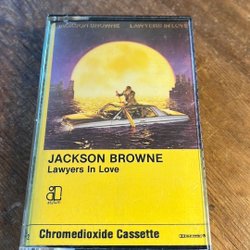 JACKSON BROWNE LAWYERS IN LOVE
JACKSON BROWNE
Lawyers In Love
Chromedioxide Cassette